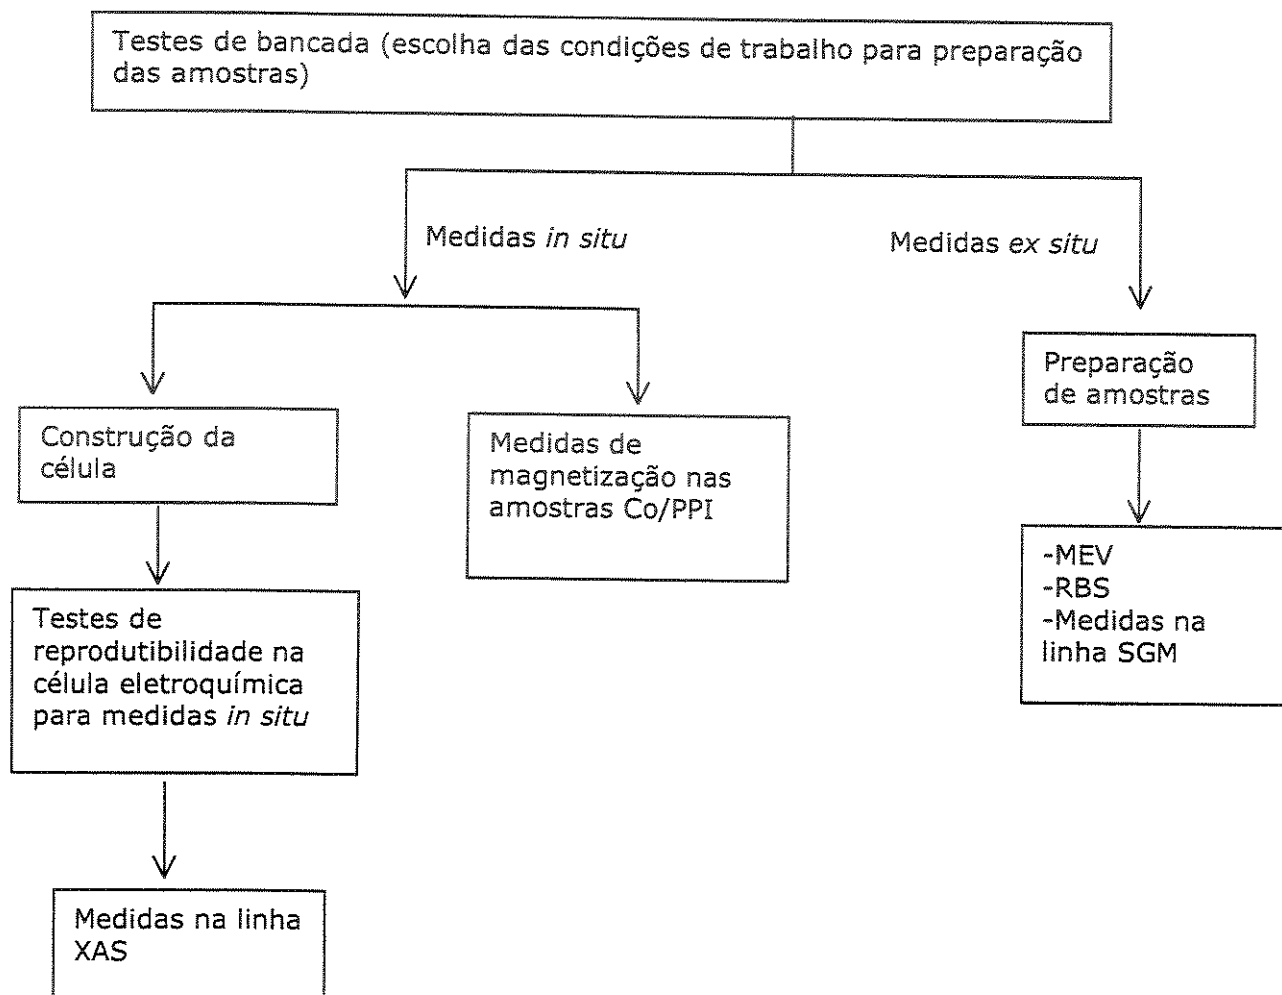 Testes de bancada (escolha das condições de trabalho para preparação
das amostras)
Medidas in situ
Medidas ex situ
Construção da
célula
Medidas de
magnetização nas
amostras Co/PPI
Preparação
de amostras
Testes de
reprodutibilidade na
célula eletroquímica
para medidas in situ
-MEV
-RBS
-Medidas na
linha SGM
Medidas na linha
XAS